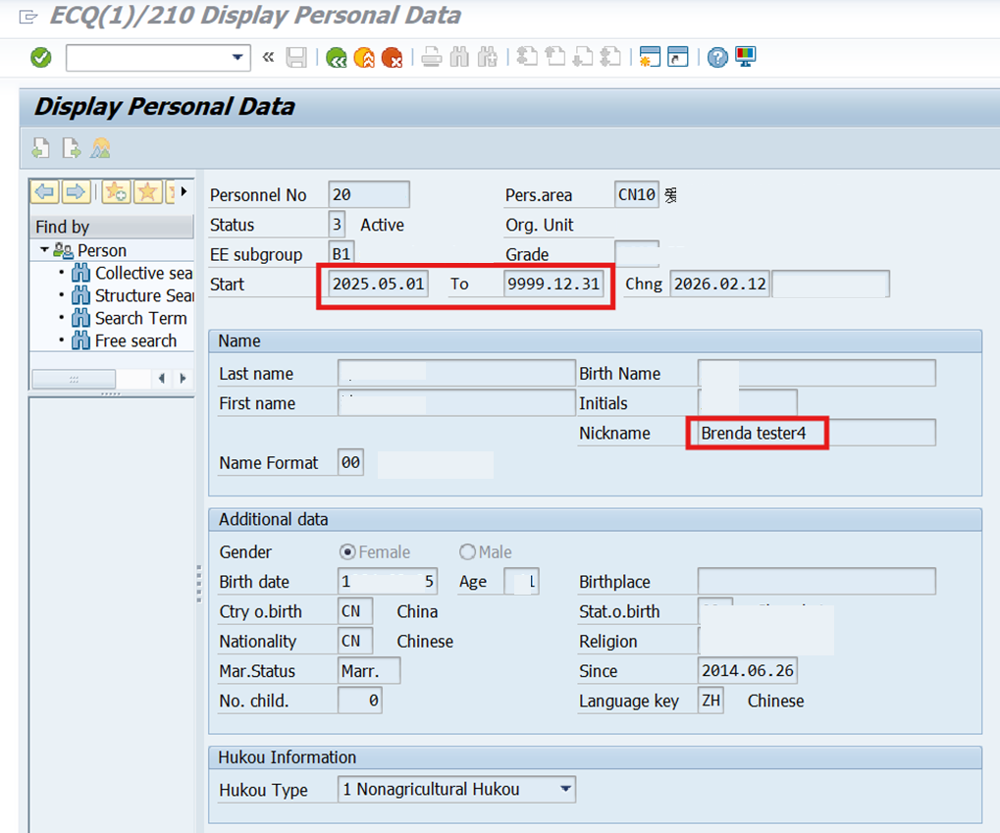 ECQ(1)/210 Display Personal Data
Display Personal Data
Find by
Person
Collective sea
Structure Sea
Search Term
Free search
Personnel No 20 Pers.area CN10
Status 3 Active Org. Unit
EE subgroup B1 Grade
Start 2025.05.01 To 9999.12.31 Chng 2026.02.12
Name
Last name Birth Name
First name Initials
Nickname Brenda tester4
Name Format 00
Additional data
Gender Female Male
Birth date 1 5 Age 1 Birthplace
Ctry o.birth CN China Stat.o.birth
Nationality CN Chinese Religion
Mar.Status Marr. Since 2014.06.26
No. child. 0 Language key ZH Chinese
Hukou Information
Hukou Type 1 Nonagricultural Hukou